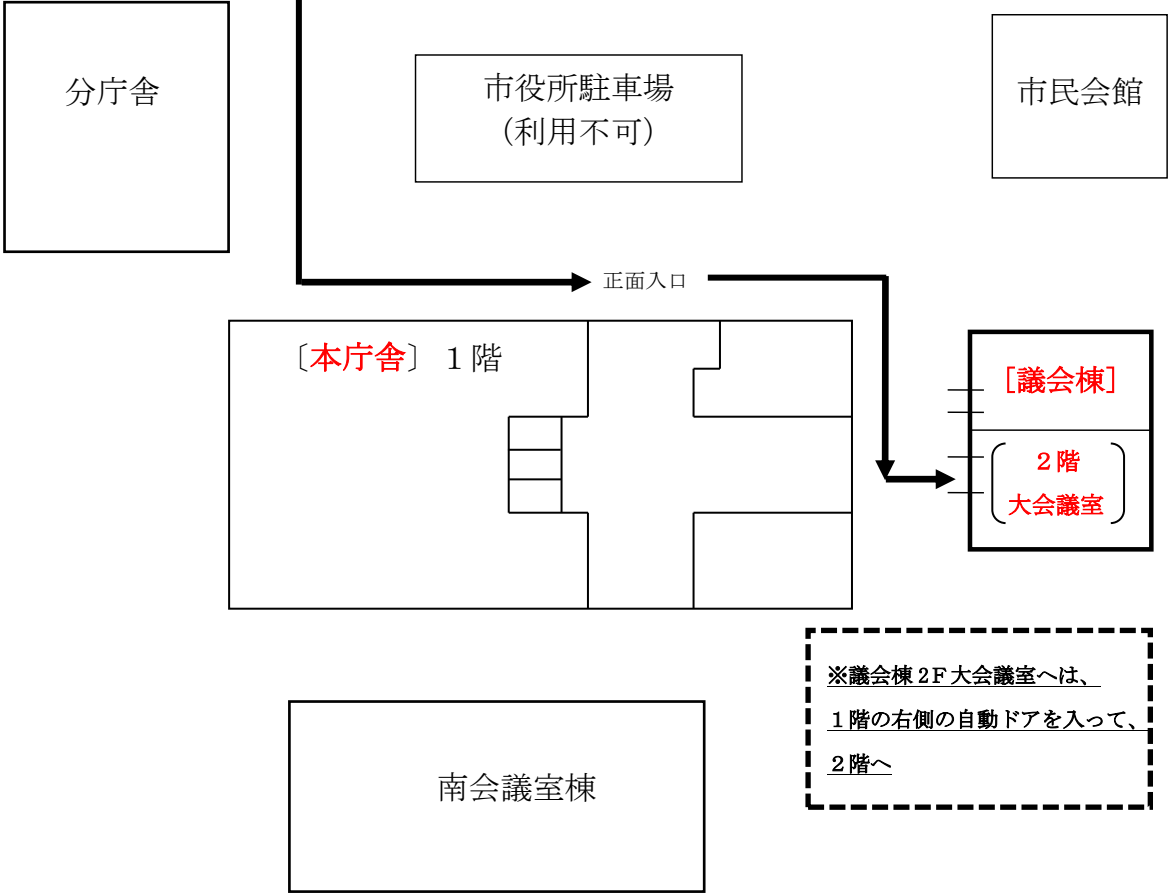 分庁舎
市役所駐車場
(利用不可)
市民会館
正面入口
〔本庁舎〕１階
[議会棟]
２階
大会議室
※議会棟2F大会議室へは、
１階の右側の自動ドアを入って、
２階へ
南会議室棟